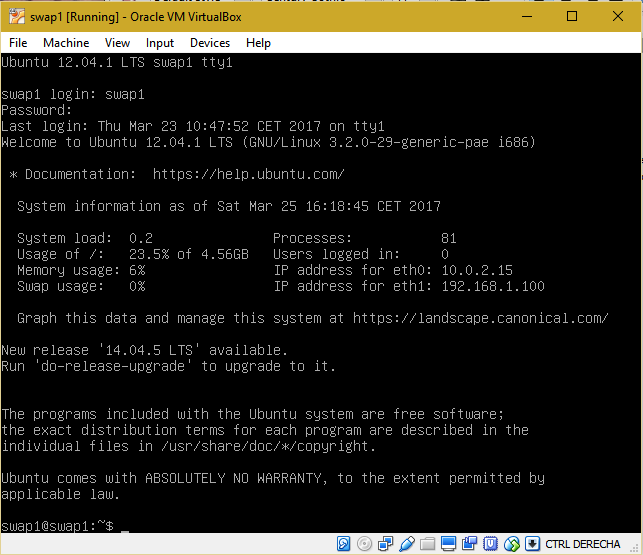 swap1 [Running] - Oracle VM VirtualBox
File Machine View Input Devices Help
Ubuntu 12.04.1 LTS swap1 tty1
swap1 login: swap1
Password:
Last login: Thu Mar 23 10:47:52 CET 2017 on tty1
Welcome to Ubuntu 12.04.1 LTS (GNU/Linux 3.2.0-29-generic-pae i686)
* Documentation:  https://help.ubuntu.com/
System information as of Sat Mar 25 16:18:45 CET 2017
System load:  0.2 Processes: 81
Usage of /:   23.5% of 4.56GB Users logged in: 0
Memory usage: 6% IP address for eth0: 10.0.2.15
Swap usage:   0% IP address for eth1: 192.168.1.100
Graph this data and manage this system at https://landscape.canonical.com/
New release '14.04.5 LTS' available.
Run 'do-release-upgrade' to upgrade to it.
The programs included with the Ubuntu system are free software;
the exact distribution terms for each program are described in the
individual files in /usr/share/doc/*/copyright.
Ubuntu comes with ABSOLUTELY NO WARRANTY, to the extent permitted by
applicable law.
swap1@swap1:~$ _
CTRL DERECHA